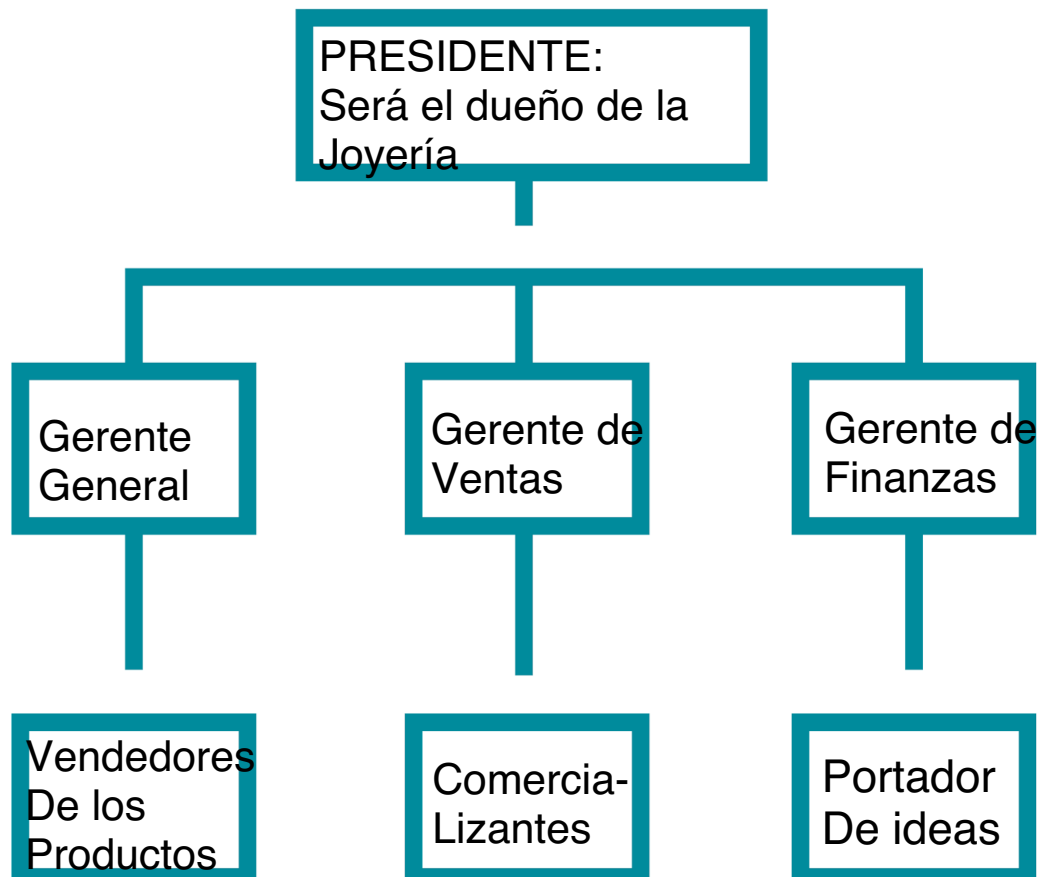 PRESIDENTE:
Será el dueño de la
Joyería
Gerente
General
Gerente de
Ventas
Gerente de
Finanzas
Vendedores
De los
Productos
Comercia-
Lizantes
Portador
De ideas